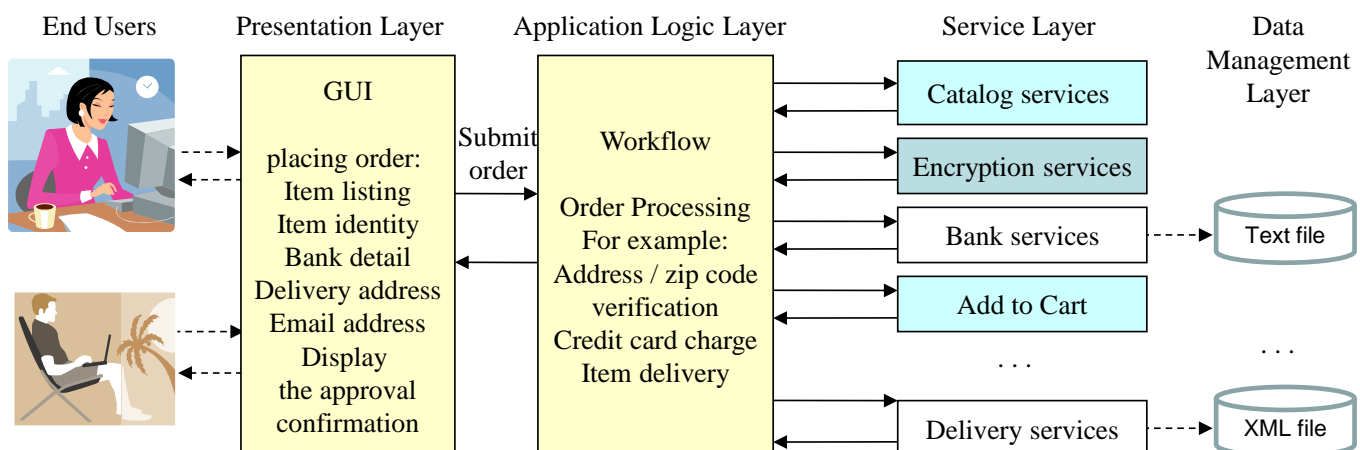 End Users
Presentation Layer
Application Logic Layer
Service Layer
Data
Management
Layer
GUI
placing order:
Item listing
Item identity
Bank detail
Delivery address
Email address
Display
the approval
confirmation
Submit
order
Workflow
Order Processing
For example:
Address / zip code
verification
Credit card charge
Item delivery
Catalog services
Encryption services
Bank services
Add to Cart
. . .
Delivery services
Text file
. . .
XML file